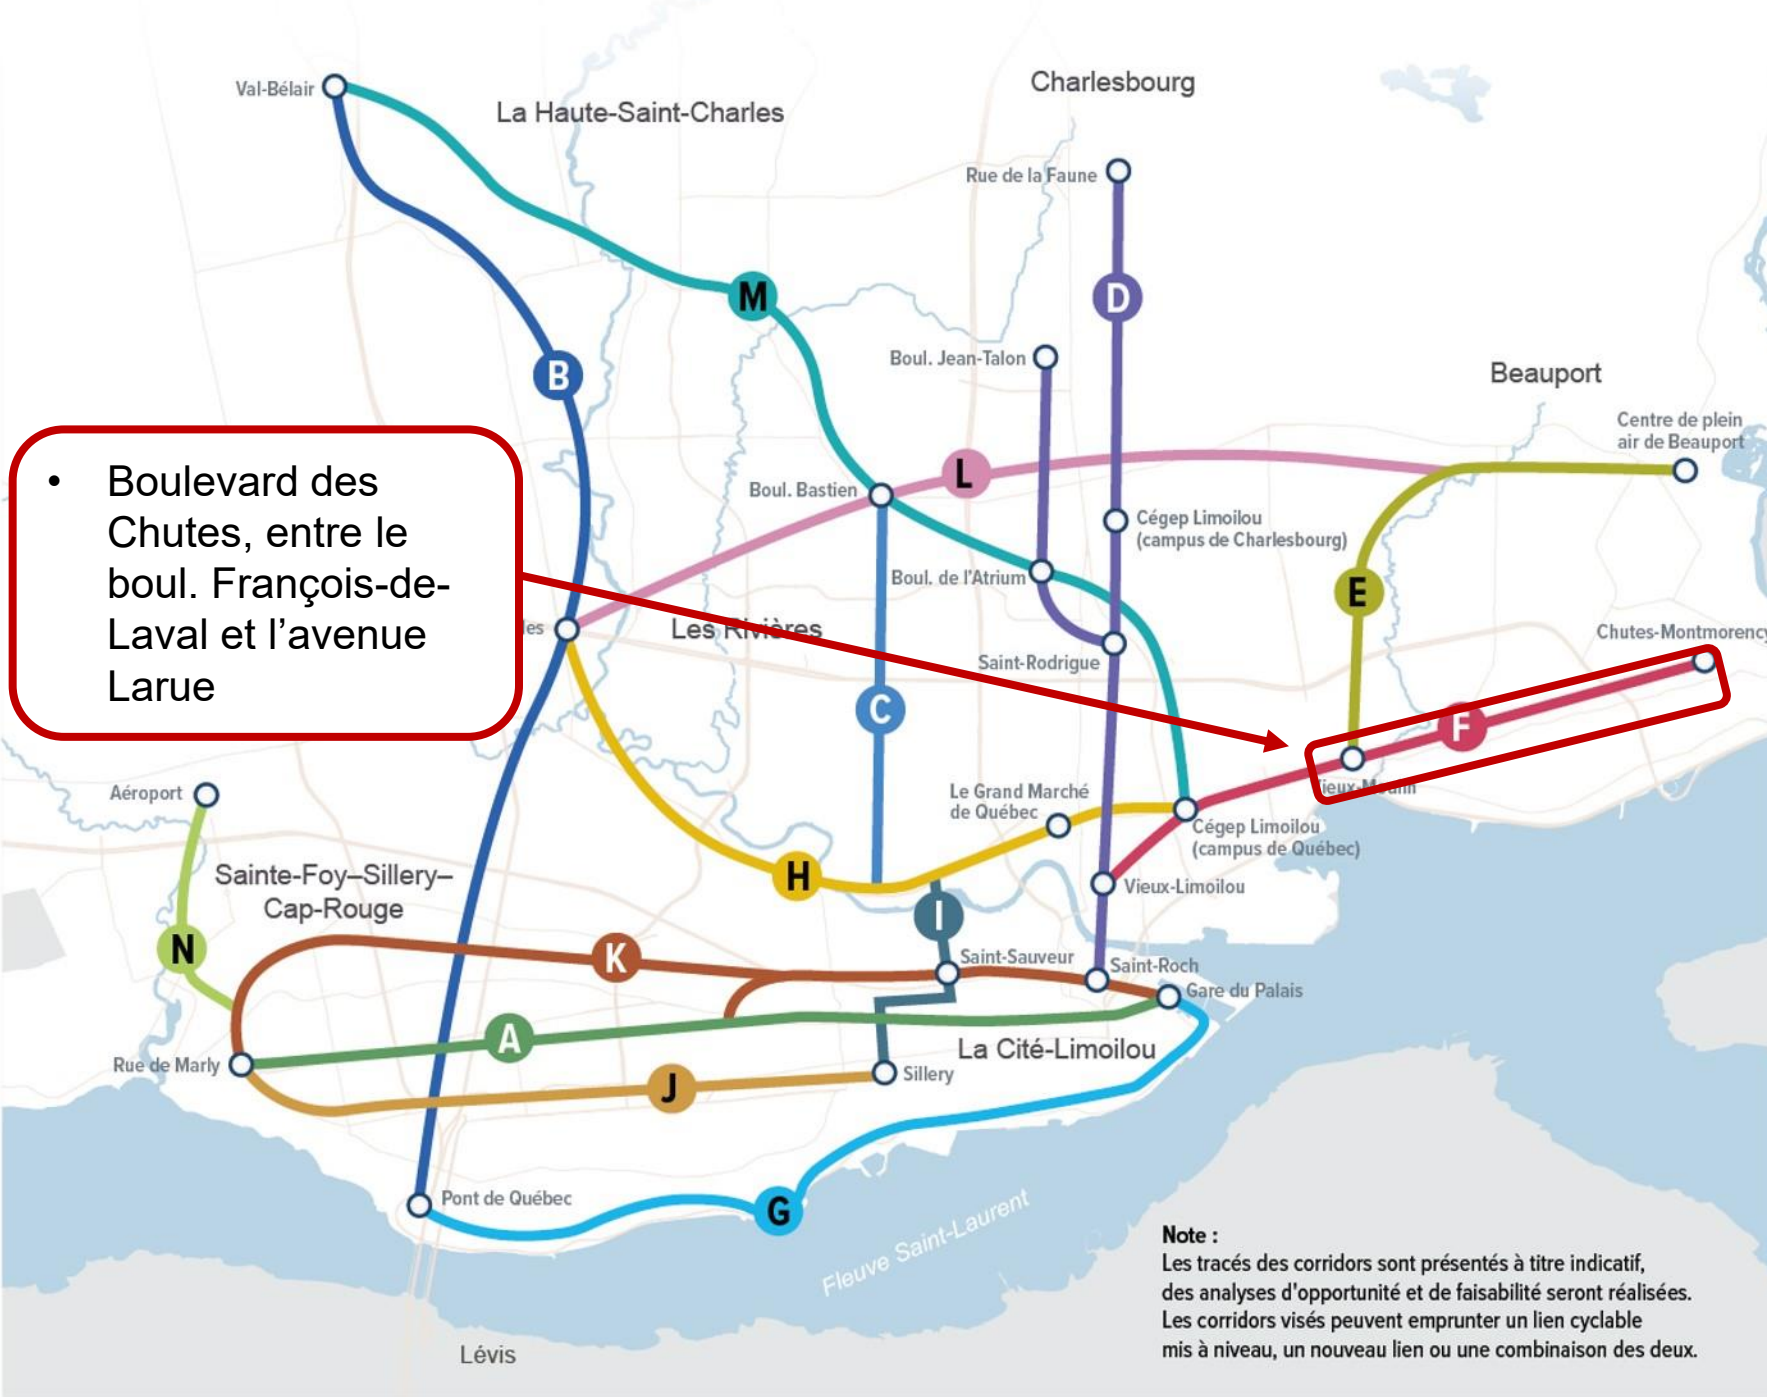 Val-Bélair
La Haute-Saint-Charles
Charlesbourg
Rue de la Faune
M
D
B
Boul. Jean-Talon
Beauport
Centre de plein
air de Beauport
L
Boul. Bastien
• Boulevard des
Chutes, entre le
boul. François-de-
Laval et l’avenue
Larue
Cégep Limoilou
(campus de Charlesbourg)
Boul. de l'Atrium
E
les
Les Rivières
Saint-Rodrigue
Chutes-Montmorency
C
F
Aéroport
Le Grand Marché
de Québec
Cégep Limoilou
(campus de Québec)
Sainte-Foy–Sillery–
Cap-Rouge
H
Vieux-Limoilou
I
N
K
Saint-Sauveur
Saint-Roch
Gare du Palais
A
La Cité-Limoilou
Rue de Marly
J
Sillery
Pont de Québec
G
Fleuve Saint-Laurent
Lévis
Note :
Les tracés des corridors sont présentés à titre indicatif,
des analyses d'opportunité et de faisabilité seront réalisées.
Les corridors visés peuvent emprunter un lien cyclable
mis à niveau, un nouveau lien ou une combinaison des deux.